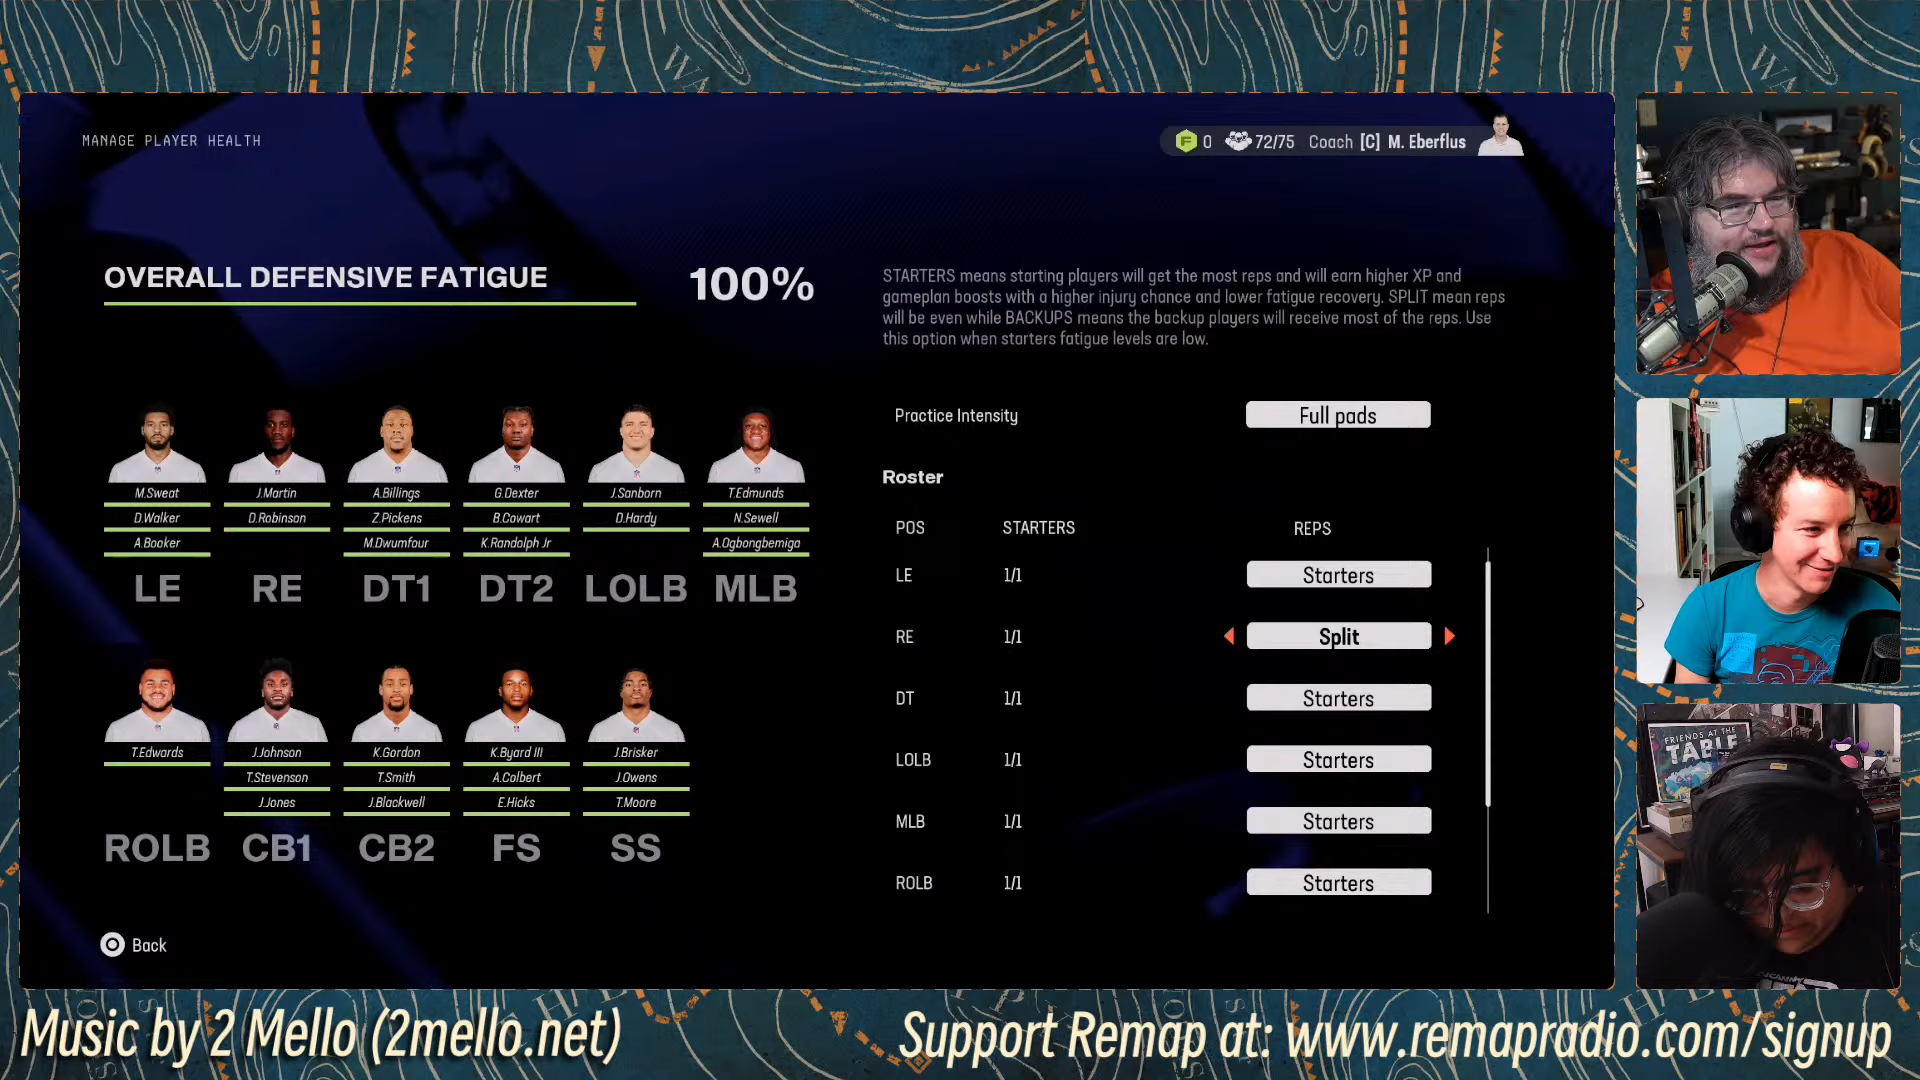 MANAGE PLAYER HEALTH
0 72/75 Coach [C] M. Eberflus
OVERALL DEFENSIVE FATIGUE 100%
STARTERS means starting players will get the most reps and will earn higher XP and
gameplan boosts with a higher injury chance and lower fatigue recovery. SPLIT mean reps
will be even while BACKUPS means the backup players will receive most of the reps. Use
this option when starters fatigue levels are low.
M.Sweat J.Martin A.Billings G.Dexter J.Sanborn T.Edmunds
D.Walker D.Robinson Z.Pickens B.Cowart D.Hardy N.Sewell
A.Booker M.Dwumfour K.Randolph Jr A.Ogbongbemiga
LE RE DT1 DT2 LOLB MLB
T.Edwards J.Johnson K.Gordon K.Byard III J.Brisker
T.Stevenson T.Smith A.Colbert J.Owens
J.Jones J.Blackwell E.Hicks T.Moore
ROLB CB1 CB2 FS SS
Practice Intensity Full pads
Roster
POS STARTERS REPS
LE 1/1 Starters
RE 1/1 Split
DT 1/1 Starters
LOLB 1/1 Starters
MLB 1/1 Starters
ROLB 1/1 Starters
Back
FRIENDS AT THE
TABLE
Music by 2 Mello (2mello.net)
Support Remap at: www.remapradio.com/signup